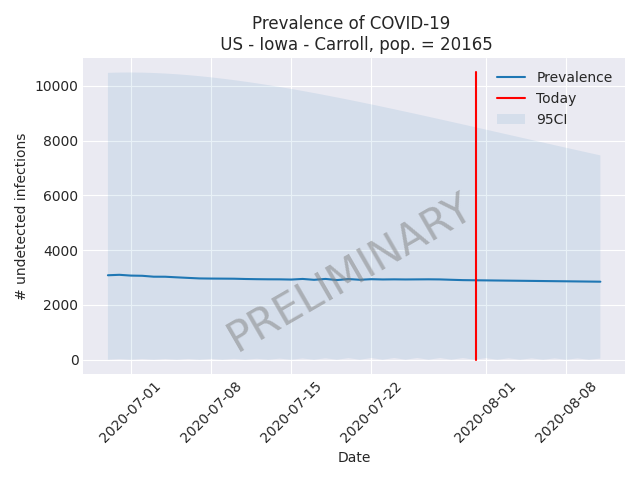 Prevalence of COVID-19
US - Iowa - Carroll, pop. = 20165
Prevalence
Today
95CI
# undetected infections
10000
8000
6000
4000
2000
0
PRELIMINARY
2020-07-01
2020-07-08
2020-07-15
2020-07-22
2020-08-01
2020-08-08
Date